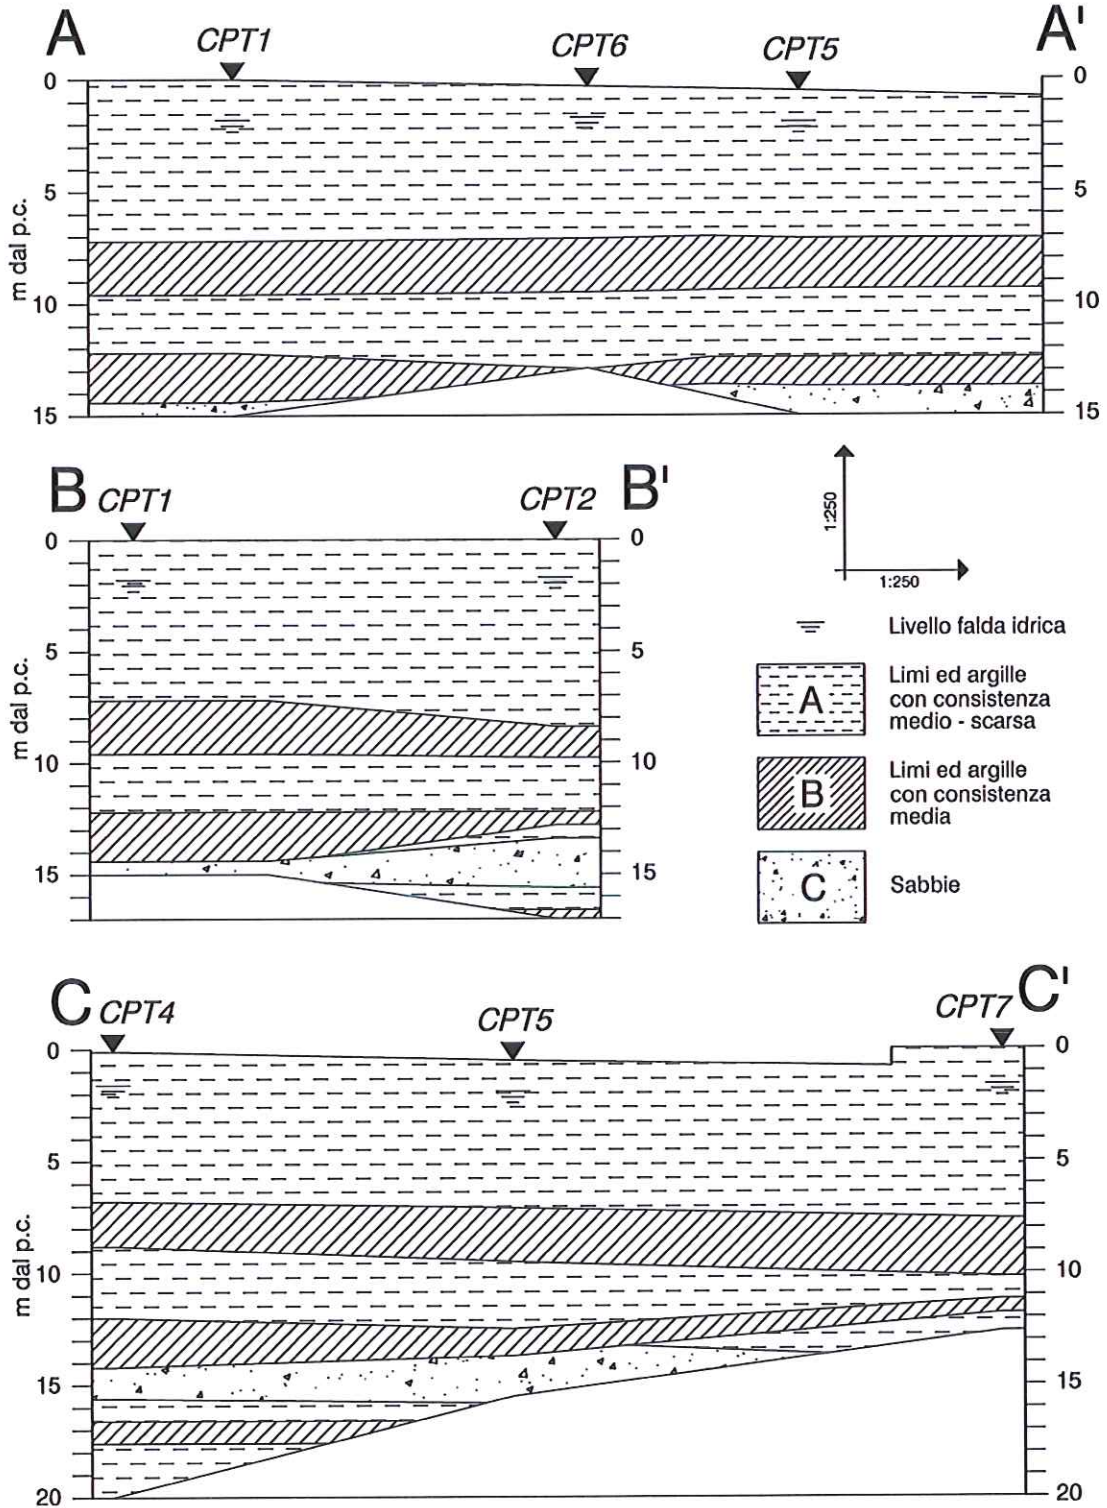 A A'
CPT1 CPT6 CPT5
0 0
5 5
m dal p.c.
10 10
15 15
B B'
CPT1 CPT2
0 0
5 5
m dal p.c.
10 10
15 15
1:250
1:250
Livello falda idrica
A
Limi ed argille
con consistenza
medio - scarsa
B
Limi ed argille
con consistenza
media
C
Sabbie
C C'
CPT4 CPT5 CPT7
0 0
5 5
m dal p.c.
10 10
15 15
20 20